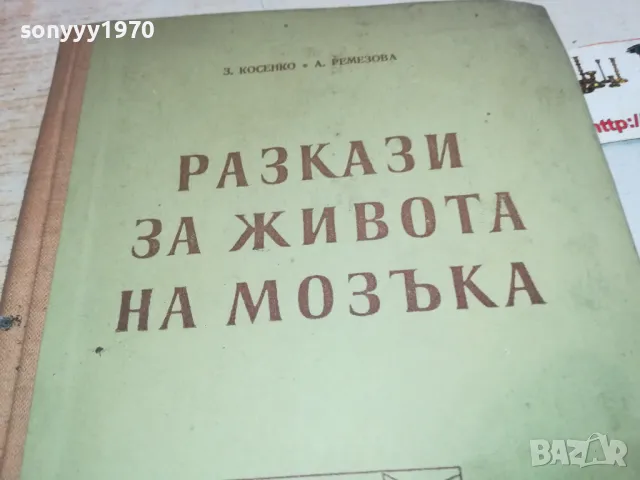 sonyyy1970
З. КОСЕНКО • А. РЕМЕЗОВА
РАЗКАЗИ
ЗА ЖИВОТА
НА МОЗЪКА
http:/
BAZAR